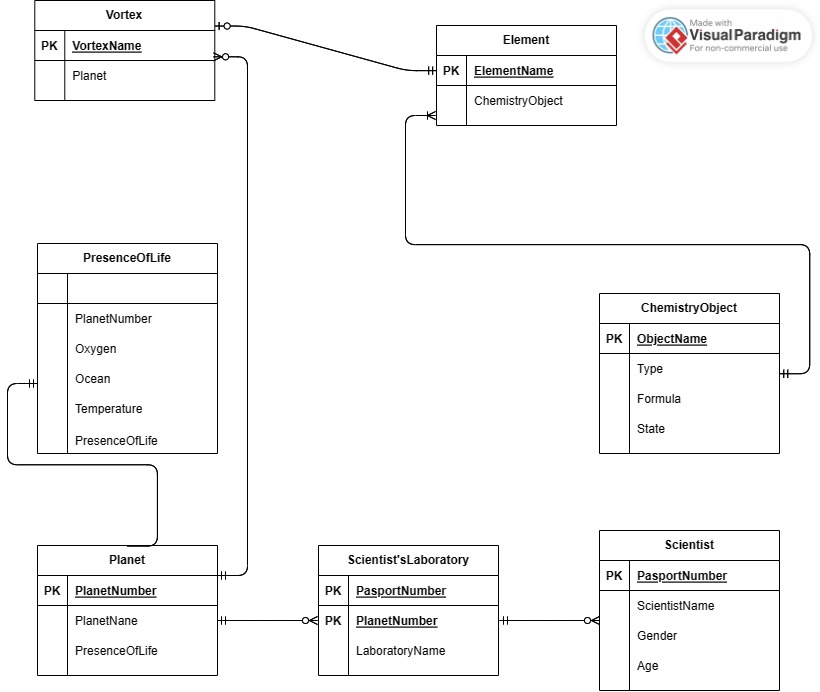 Vortex
PK VortexName
Planet
Element
PK ElementName
ChemistryObject
Made with
VisualParadigm
For non-commercial use
PresenceOfLife
PlanetNumber
Oxygen
Ocean
Temperature
PresenceOfLife
ChemistryObject
PK ObjectName
Type
Formula
State
Planet
PK PlanetNumber
PlanetNane
PresenceOfLife
Scientist'sLaboratory
PK PasportNumber
PK PlanetNumber
LaboratoryName
Scientist
PK PasportNumber
ScientistName
Gender
Age